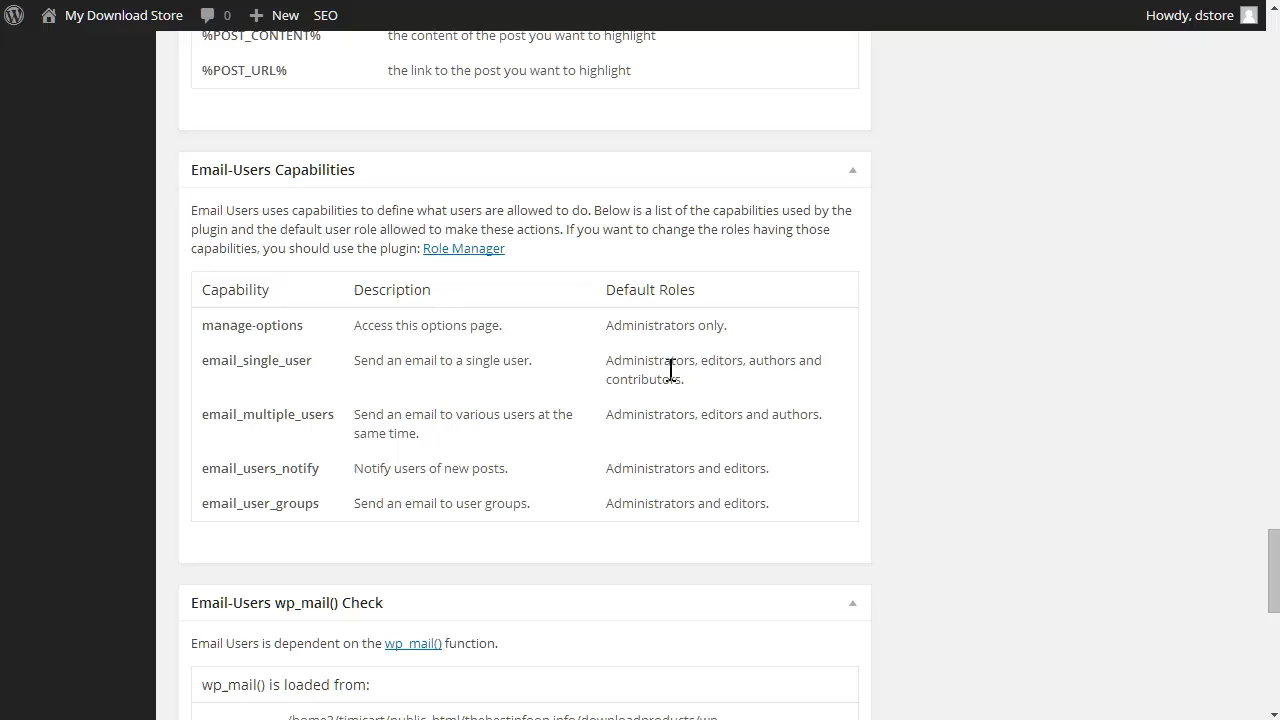 My Download Store 0 New SEO Howdy, dstore
%POST_CONTENT% the content of the post you want to highlight
%POST_URL% the link to the post you want to highlight
Email-Users Capabilities
Email Users uses capabilities to define what users are allowed to do. Below is a list of the capabilities used by the
plugin and the default user role allowed to make these actions. If you want to change the roles having those
capabilities, you should use the plugin: Role Manager
Capability Description Default Roles
manage-options Access this options page. Administrators only.
email_single_user Send an email to a single user. Administrators, editors, authors and
contributors.
email_multiple_users Send an email to various users at the Administrators, editors and authors.
same time.
email_users_notify Notify users of new posts. Administrators and editors.
email_user_groups Send an email to user groups. Administrators and editors.
Email-Users wp_mail() Check
Email Users is dependent on the wp_mail() function.
wp_mail() is loaded from:
/home3/timicart/public_html/thebestinfoon.info/downloadproducts/wp-